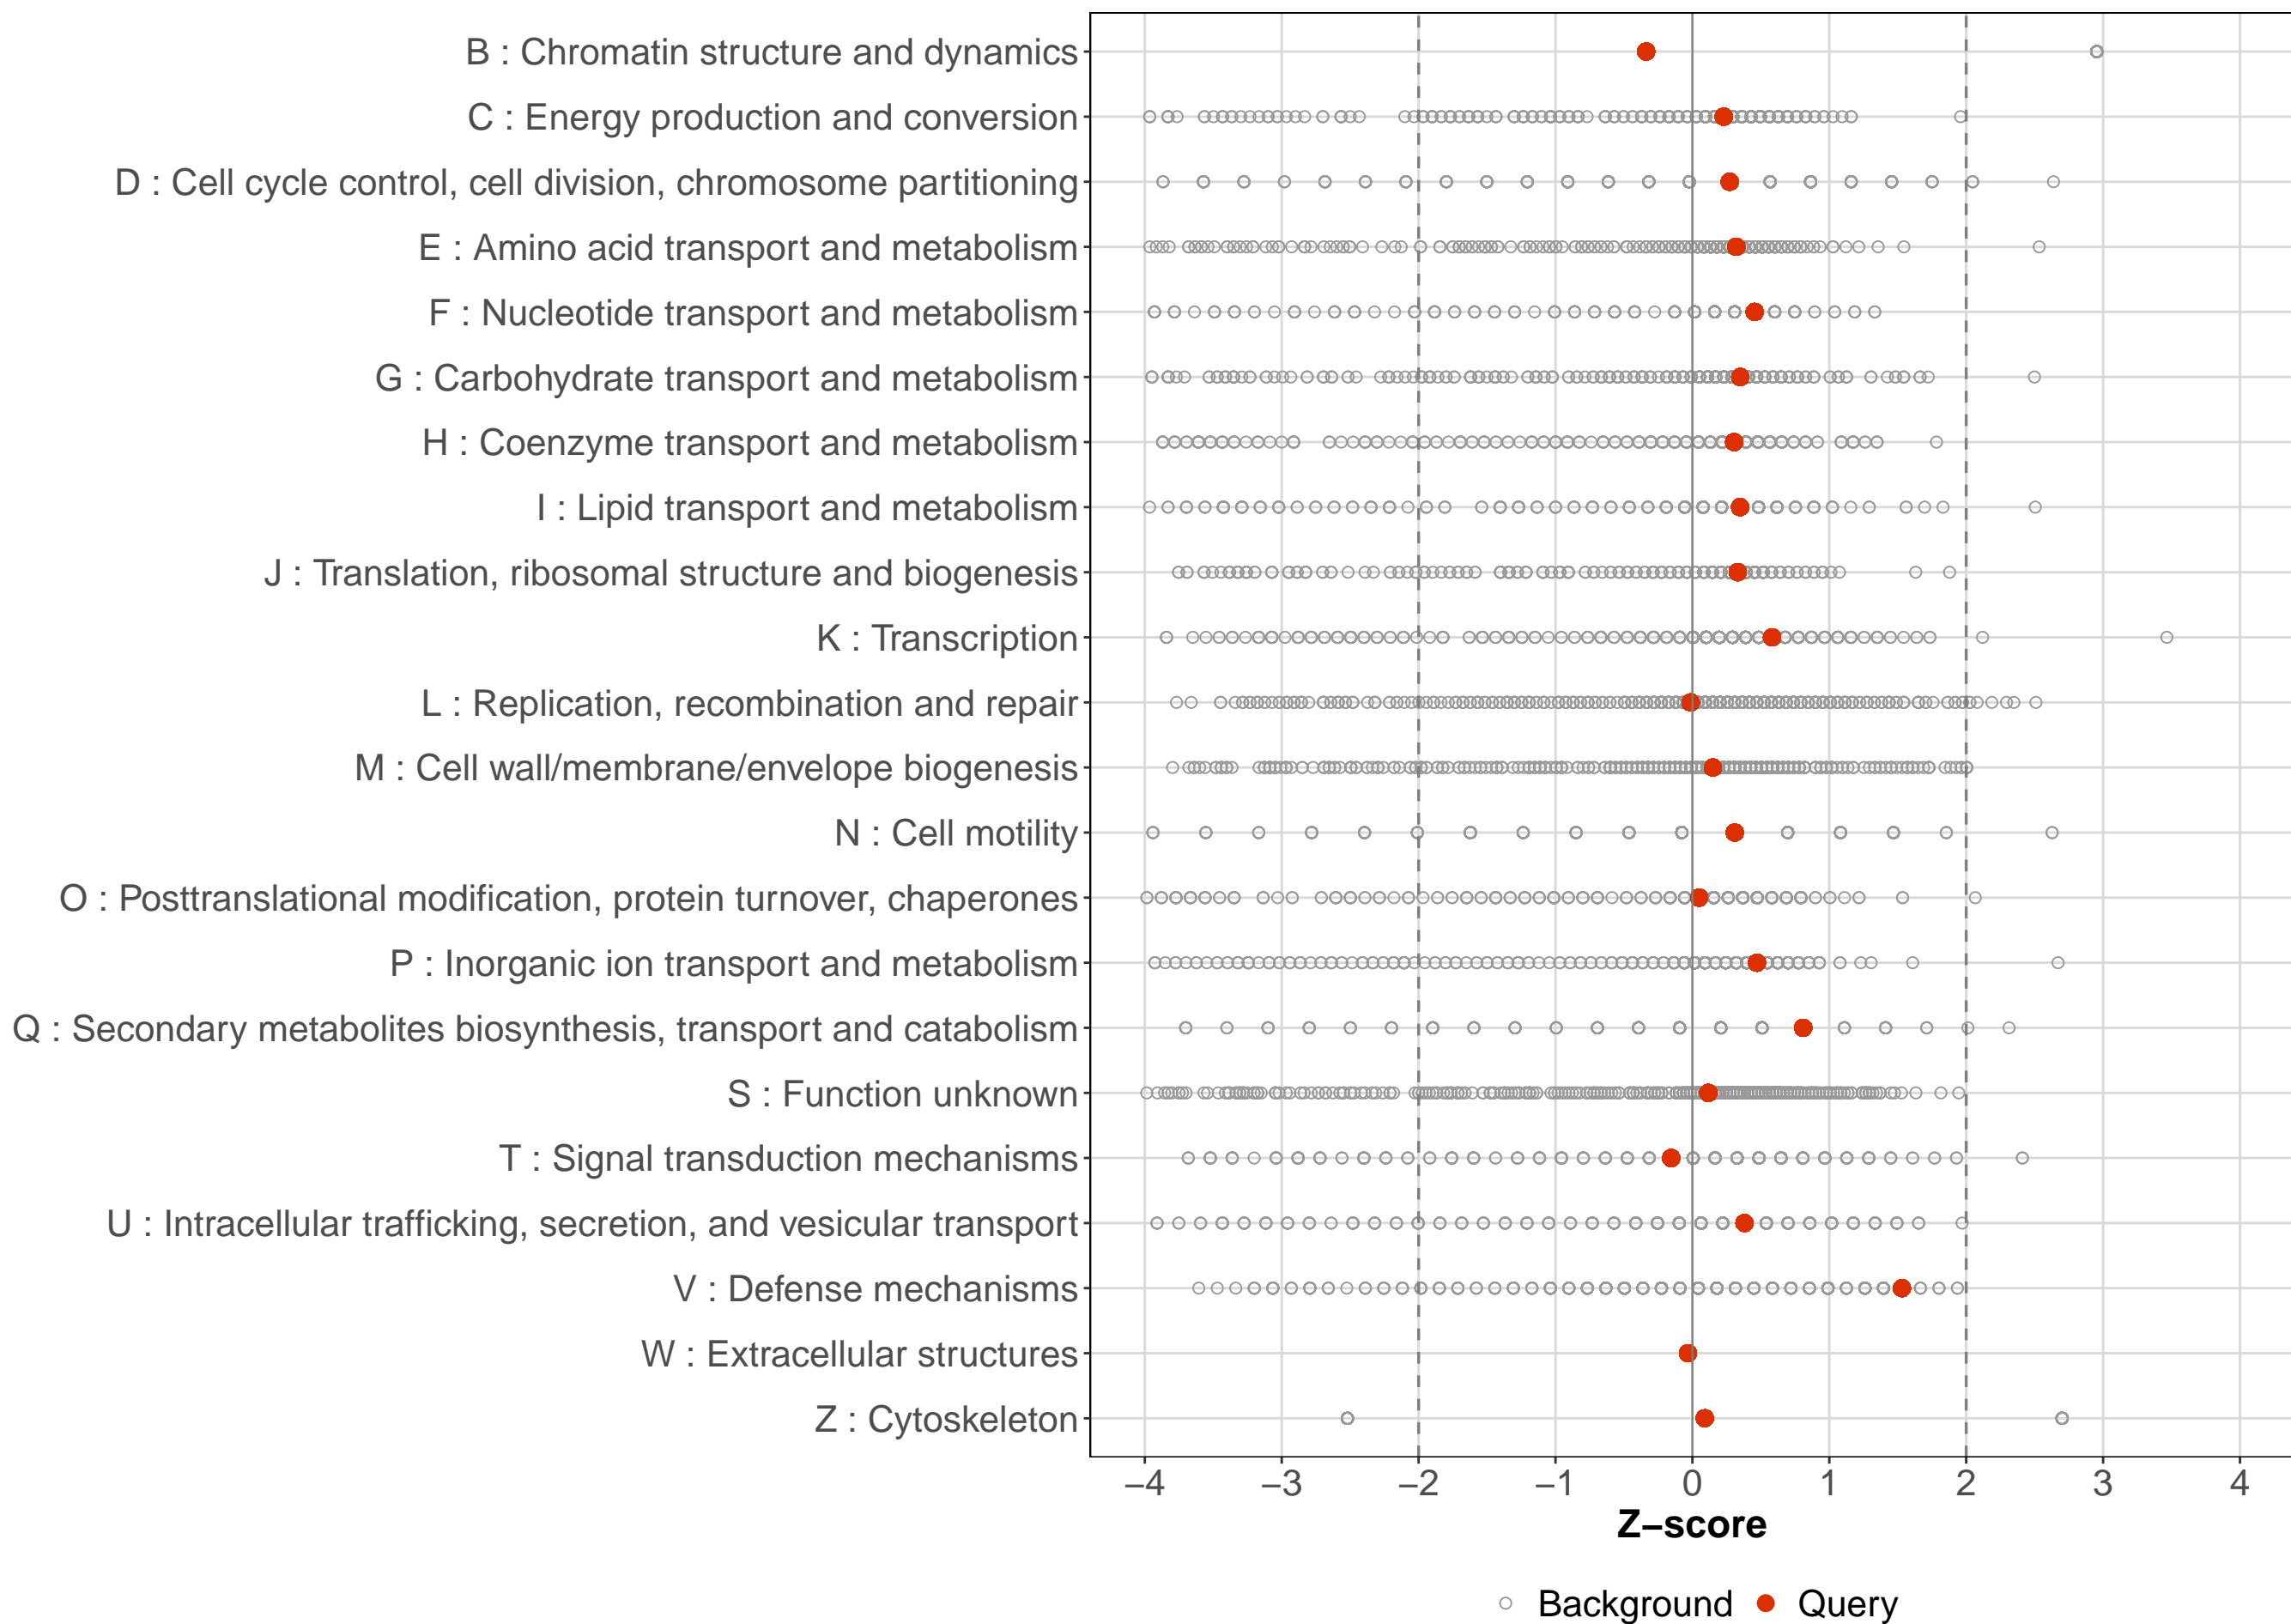 B : Chromatin structure and dynamics
C : Energy production and conversion
D : Cell cycle control, cell division, chromosome partitioning
E : Amino acid transport and metabolism
F : Nucleotide transport and metabolism
G : Carbohydrate transport and metabolism
H : Coenzyme transport and metabolism
I : Lipid transport and metabolism
J : Translation, ribosomal structure and biogenesis
K : Transcription
L : Replication, recombination and repair
M : Cell wall/membrane/envelope biogenesis
N : Cell motility
O : Posttranslational modification, protein turnover, chaperones
P : Inorganic ion transport and metabolism
Q : Secondary metabolites biosynthesis, transport and catabolism
S : Function unknown
T : Signal transduction mechanisms
U : Intracellular trafficking, secretion, and vesicular transport
V : Defense mechanisms
W : Extracellular structures
Z : Cytoskeleton
−4 −3 −2 −1 0 1 2 3 4
Z−score
Background Query